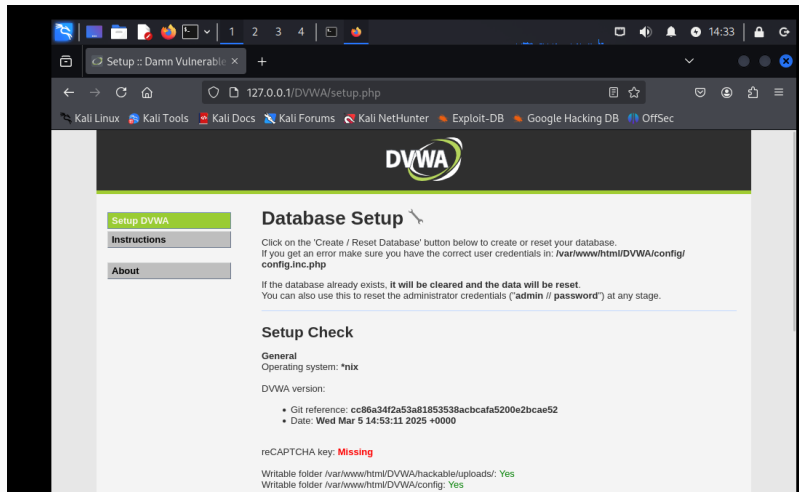 1 2 3 4 14:33
Setup :: Damn Vulnerable
127.0.0.1/DVWA/setup.php
Kali Linux Kali Tools Kali Docs Kali Forums Kali NetHunter Exploit-DB Google Hacking DB OffSec
DVWA
Setup DVWA
Instructions
About
Database Setup
Click on the 'Create / Reset Database' button below to create or reset your database.
If you get an error make sure you have the correct user credentials in: /var/www/html/DVWA/config/
config.inc.php
If the database already exists, it will be cleared and the data will be reset.
You can also use this to reset the administrator credentials ("admin // password") at any stage.
Setup Check
General
Operating system: *nix
DVWA version:
• Git reference: cc86a34f2a53a81853538acbcafa5200e2bcae52
• Date: Wed Mar 5 14:53:11 2025 +0000
reCAPTCHA key: Missing
Writable folder /var/www/html/DVWA/hackable/uploads/: Yes
Writable folder /var/www/html/DVWA/config: Yes